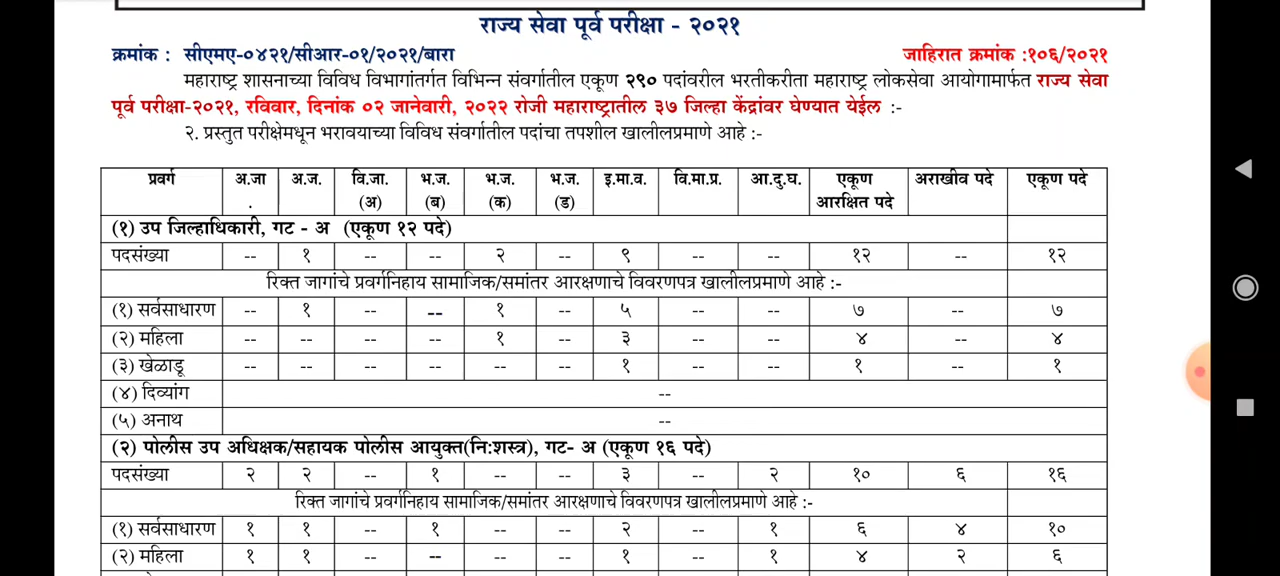 राज्य सेवा पूर्व परीक्षा - २०२१
क्रमांक : सीएमए-०४२१/सीआर-०१/२०२१/बारा जाहिरात क्रमांक :१०६/२०२१
महाराष्ट्र शासनाच्या विविध विभागांतर्गत विभिन्न संवर्गातील एकूण २९० पदांवरील भरतीकरीता महाराष्ट्र लोकसेवा आयोगामार्फत राज्य सेवा
पूर्व परीक्षा-२०२१, रविवार, दिनांक ०२ जानेवारी, २०२२ रोजी महाराष्ट्रातील ३७ जिल्हा केंद्रांवर घेण्यात येईल :-
२. प्रस्तुत परीक्षेमधून भरावयाच्या विविध संवर्गातील पदांचा तपशील खालीलप्रमाणे आहे :-
प्रवर्ग अ.जा . अ.ज. वि.जा. (अ) भ.ज. (ब) भ.ज. (क) भ.ज. (ड) इ.मा.व. वि.मा.प्र. आ.दु.घ. एकूण आरक्षित पदे अराखीव पदे एकूण पदे
(१) उप जिल्हाधिकारी, गट - अ (एकूण १२ पदे)
पदसंख्या -- १ -- -- २ -- ९ -- -- १२ -- १२
रिक्त जागांचे प्रवर्गनिहाय सामाजिक/समांतर आरक्षणाचे विवरणपत्र खालीलप्रमाणे आहे :-
(१) सर्वसाधारण -- १ -- -- १ -- ५ -- -- ७ -- ७
(२) महिला -- -- -- -- १ -- ३ -- -- ४ -- ४
(३) खेळाडू -- -- -- -- -- -- १ -- -- १ -- १
(४) दिव्यांग --
(५) अनाथ --
(२) पोलीस उप अधिक्षक/सहायक पोलीस आयुक्त(नि:शस्त्र), गट- अ (एकूण १६ पदे)
पदसंख्या २ २ -- १ -- -- ३ -- २ १० ६ १६
रिक्त जागांचे प्रवर्गनिहाय सामाजिक/समांतर आरक्षणाचे विवरणपत्र खालीलप्रमाणे आहे :-
(१) सर्वसाधारण १ १ -- १ -- -- २ -- १ ६ ४ १०
(२) महिला १ १ -- -- -- -- १ -- १ ४ २ ६